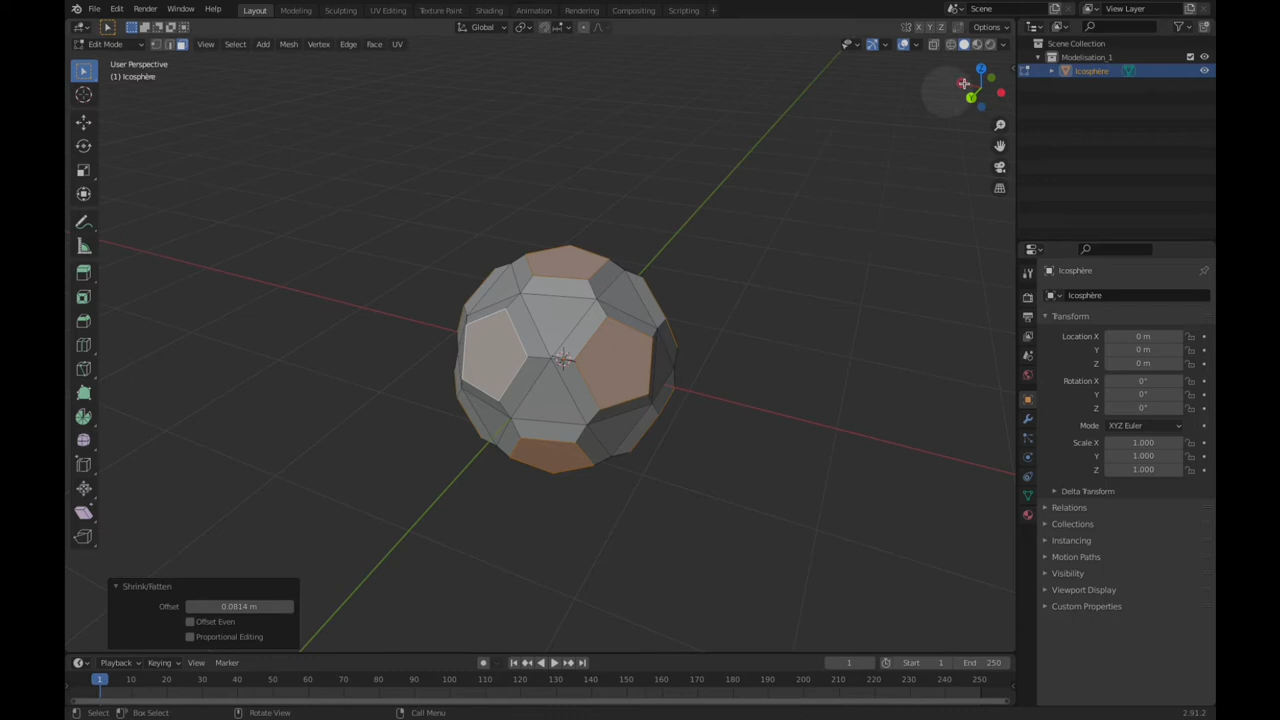 File Edit Render Window Help Layout Modeling Sculpting UV Editing Texture Paint Shading Animation Rendering Compositing Scripting + Scene View Layer
Global X Y Z Options
Edit Mode View Select Add Mesh Vertex Edge Face UV
Scene Collection
Modelisation_1
Icosphère
User Perspective
(1) Icosphère
Z
Y
Icosphère
Icosphère
Transform
Location X 0 m
Y 0 m
Z 0 m
Rotation X 0°
Y 0°
Z 0°
Mode XYZ Euler
Scale X 1.000
Y 1.000
Z 1.000
Delta Transform
Relations
Collections
Instancing
Motion Paths
Visibility
Viewport Display
Custom Properties
Shrink/Fatten
Offset 0.0814 m
Offset Even
Proportional Editing
Playback Keying View Marker 1 Start 1 End 250
1 10 20 30 40 50 60 70 80 90 100 110 120 130 140 150 160 170 180 190 200 210 220 230 240 250
Select Box Select Rotate View Call Menu 2.91.2